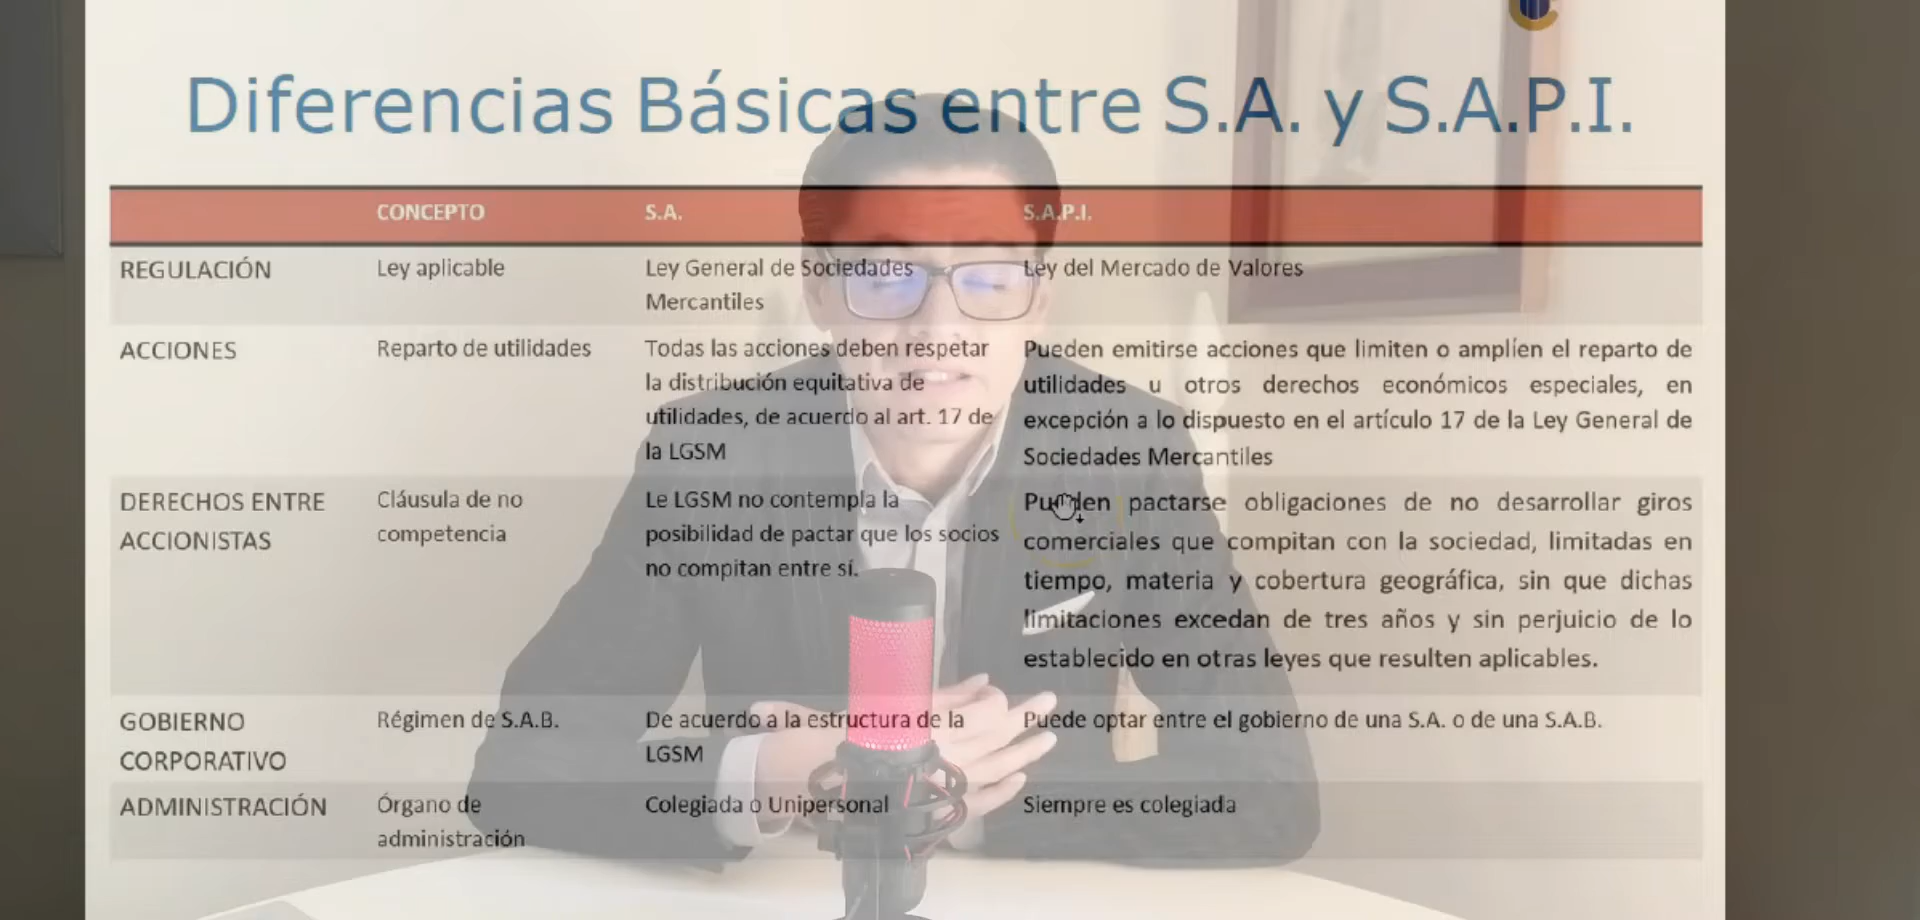 Diferencias Básicas entre S.A. y S.A.P.I.
CONCEPTO S.A. S.A.P.I.
REGULACIÓN
Ley aplicable
Ley General de Sociedades
Mercantiles
Ley del Mercado de Valores
ACCIONES
Reparto de utilidades
Todas las acciones deben respetar
la distribución equitativa de
utilidades, de acuerdo al art. 17 de
la LGSM
Pueden emitirse acciones que limiten o amplíen el reparto de
utilidades u otros derechos económicos especiales, en
excepción a lo dispuesto en el artículo 17 de la Ley General de
Sociedades Mercantiles
DERECHOS ENTRE
ACCIONISTAS
Cláusula de no
competencia
Le LGSM no contempla la
posibilidad de pactar que los socios
no compitan entre sí.
Pueden pactarse obligaciones de no desarrollar giros
comerciales que compitan con la sociedad, limitadas en
tiempo, materia y cobertura geográfica, sin que dichas
limitaciones excedan de tres años y sin perjuicio de lo
establecido en otras leyes que resulten aplicables.
GOBIERNO
CORPORATIVO
Régimen de S.A.B.
De acuerdo a la estructura de la
LGSM
Puede optar entre el gobierno de una S.A. o de una S.A.B.
ADMINISTRACIÓN
Órgano de
administración
Colegiada o Unipersonal
Siempre es colegiada